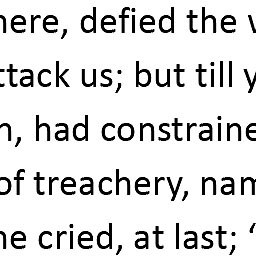 here, defied the
ttack us; but till
n, had constraine
of treachery, nam
he cried, at last; ‘